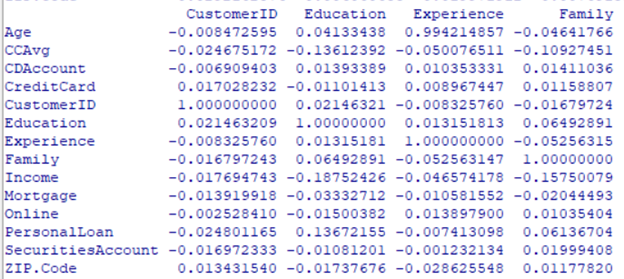 CustomerID Education Experience Family
Age -0.008472595 0.04133438 0.994214857 -0.04641766
CCAvg -0.024675172 -0.13612392 -0.050076511 -0.10927451
CDAccount -0.006909403 0.01393389 0.010353331 0.01411036
CreditCard 0.017028232 -0.01101413 0.008967447 0.01158807
CustomerID 1.000000000 0.02146321 -0.008325760 -0.01679724
Education 0.021463209 1.00000000 0.013151813 0.06492891
Experience -0.008325760 0.01315181 1.000000000 -0.05256315
Family -0.016797243 0.06492891 -0.052563147 1.00000000
Income -0.017694743 -0.18752426 -0.046574178 -0.15750079
Mortgage -0.013919918 -0.03332712 -0.010581552 -0.02044493
Online -0.002528410 -0.01500382 0.013897900 0.01035404
PersonalLoan -0.024801165 0.13672155 -0.007413098 0.06136704
SecuritiesAccount -0.016972333 -0.01081201 -0.001232134 0.01999408
ZIP.Code 0.013431540 -0.01737676 -0.028625548 0.01177820